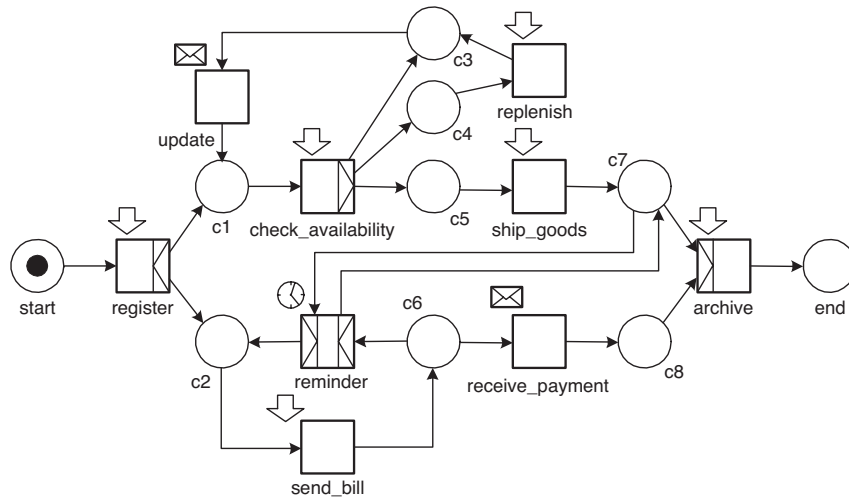 c3
replenish
update
c4
c7
c1
check_availability
c5
ship_goods
start
register
c6
archive
end
c2
reminder
receive_payment
c8
send_bill